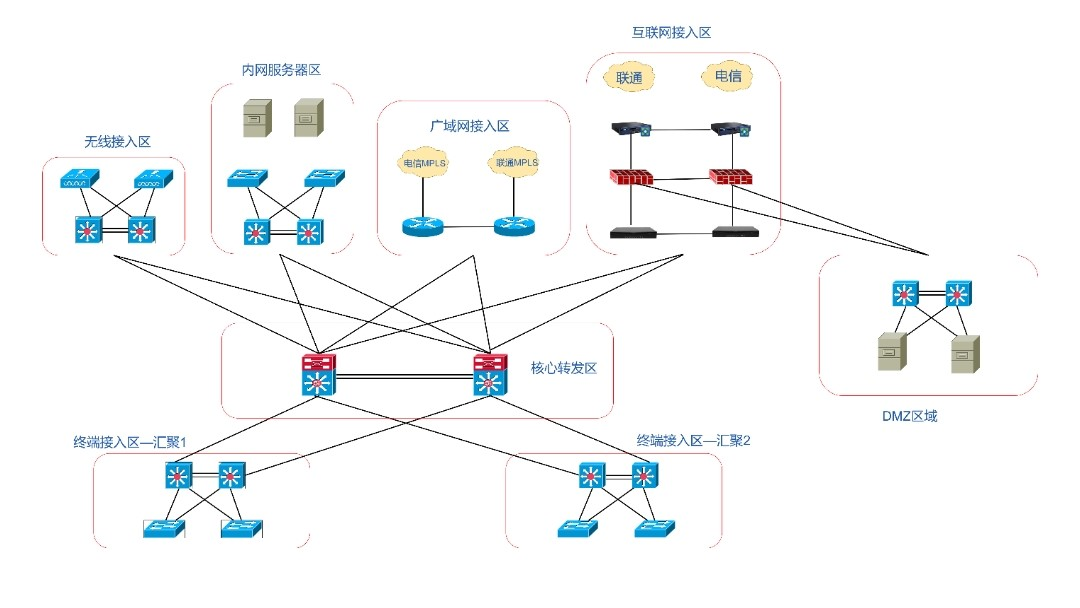 互联网接入区
联通
电信
内网服务器区
广域网接入区
无线接入区
电信MPLS
联通MPLS
核心转发区
DMZ区域
终端接入区—汇聚1
终端接入区—汇聚2